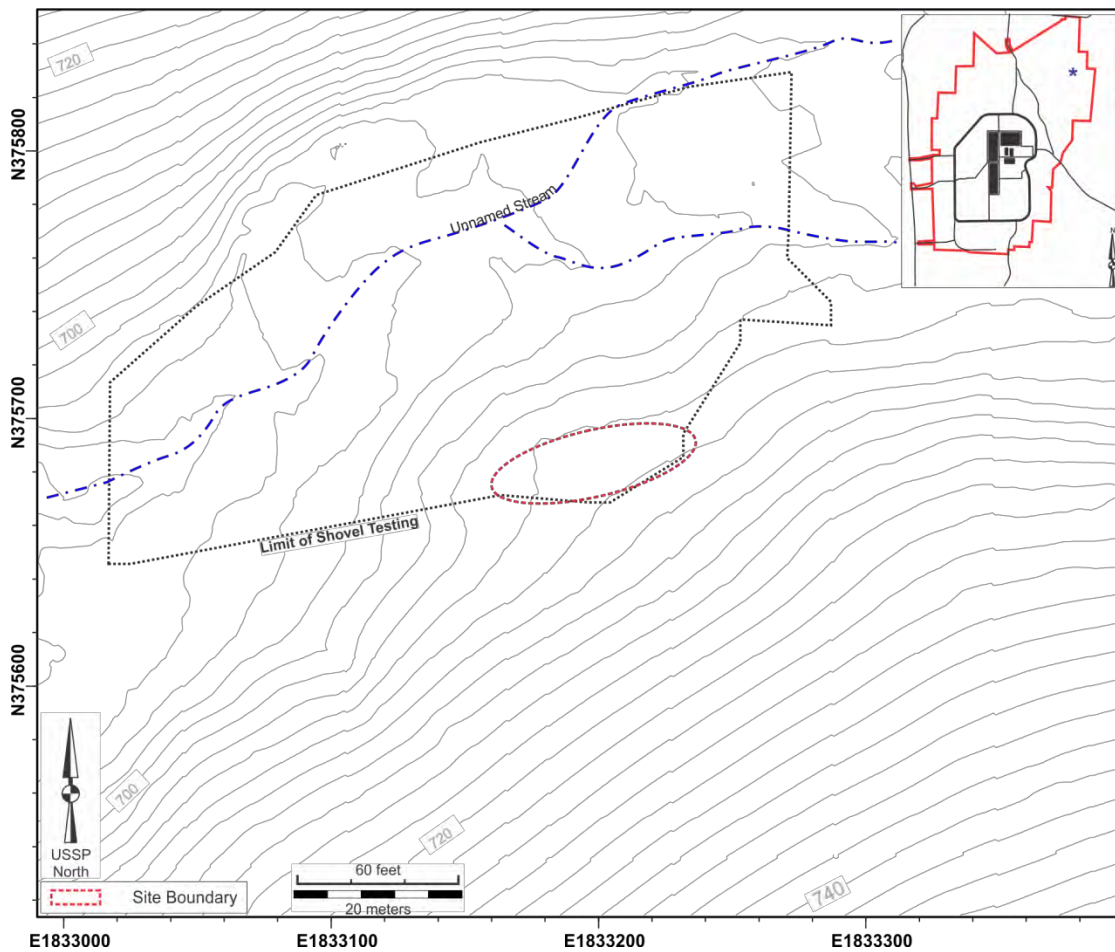 720
N375800
Unnamed Stream
*
N
700
N375700
Limit of Shovel Testing
N375600
700
720
740
USSP
North
60 feet
20 meters
Site Boundary
E1833000
E1833100
E1833200
E1833300